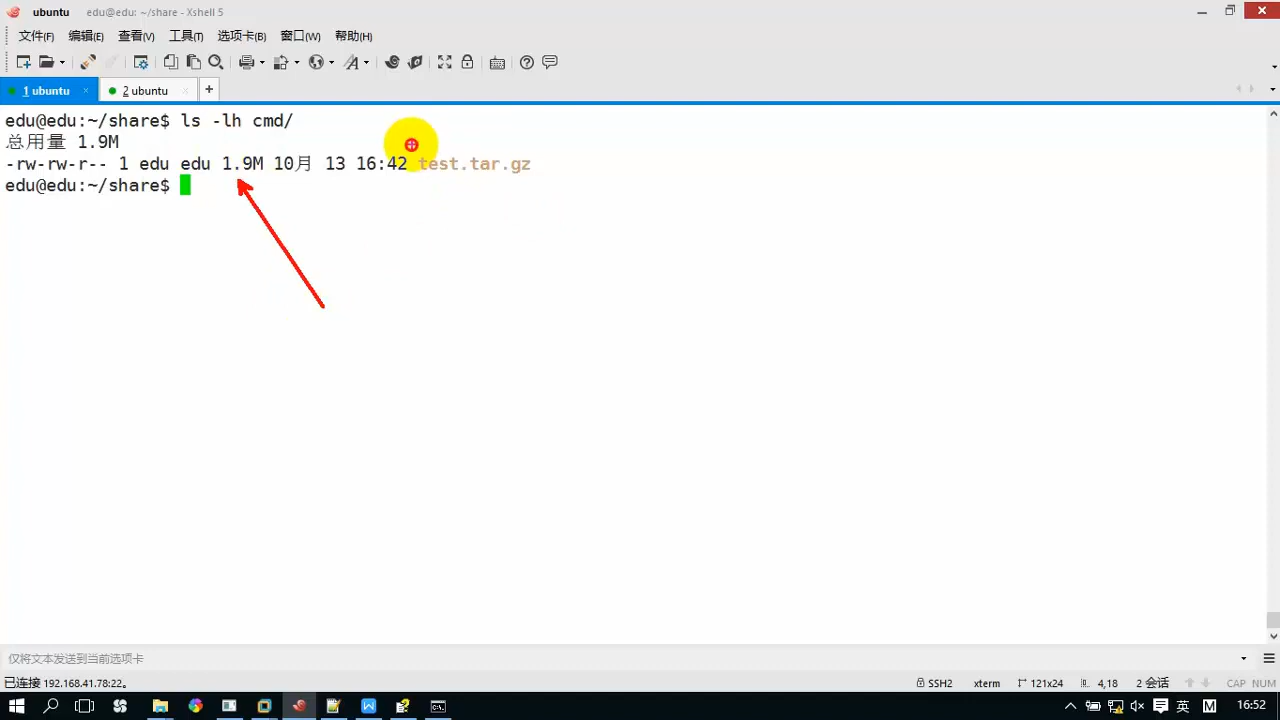 ubuntu edu@edu: ~/share - Xshell 5
文件(F) 编辑(E) 查看(V) 工具(T) 选项卡(B) 窗口(W) 帮助(H)
1 ubuntu × 2 ubuntu × +
edu@edu:~/share$ ls -lh cmd/
总用量 1.9M
-rw-rw-r-- 1 edu edu 1.9M 10月 13 16:42 test.tar.gz
edu@edu:~/share$
仅将文本发送到当前选项卡
已连接 192.168.41.78:22。 SSH2 xterm 121x24 4,18 2 会话 CAP NUM
英 M 16:52